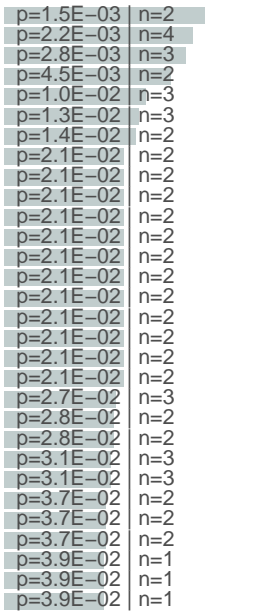 p=1.5E−03 | n=2
p=2.2E−03 | n=4
p=2.8E−03 | n=3
p=4.5E−03 | n=2
p=1.0E−02 | n=3
p=1.3E−02 | n=3
p=1.4E−02 | n=2
p=2.1E−02 | n=2
p=2.1E−02 | n=2
p=2.1E−02 | n=2
p=2.1E−02 | n=2
p=2.1E−02 | n=2
p=2.1E−02 | n=2
p=2.1E−02 | n=2
p=2.1E−02 | n=2
p=2.1E−02 | n=2
p=2.1E−02 | n=2
p=2.1E−02 | n=2
p=2.1E−02 | n=2
p=2.7E−02 | n=3
p=2.8E−02 | n=2
p=2.8E−02 | n=2
p=3.1E−02 | n=3
p=3.1E−02 | n=3
p=3.7E−02 | n=2
p=3.7E−02 | n=2
p=3.7E−02 | n=2
p=3.9E−02 | n=1
p=3.9E−02 | n=1
p=3.9E−02 | n=1